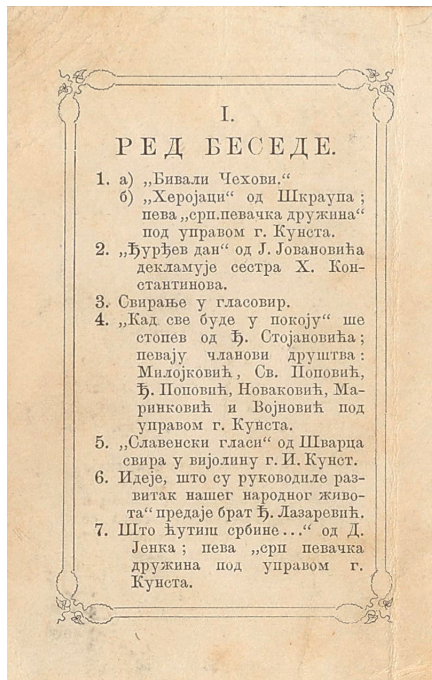 I.
РЕД БЕСЕДЕ.
1. а) „Бивали Чехови.“
б) „Херојаци“ од Шкраупа ;
пева „срп.певачка дружина“
под управом г. Кунста.
2. „Ђурђев дан“ од Ј. Јовановића
декламује сестра Х. Кон-
стантинова.
3. Свирање у гласовир.
4. „Кад све буде у покоју“ ше
стопев од Ђ. Стојановића ;
певају чланови друштва :
Милојковић, Св. Поповић,
Ђ. Поповић, Новаковић, Ма-
ринковић и Војновић под
управом г. Кунста.
5. „Славенски гласи“ од Шварца
свира у вијолину г. И. Кунст.
6. Идеје, што су руководиле раз-
витак нашег народног живо-
та“ предаје брат Ђ. Лазаревић.
7. Што ћутиш србине...“ од Д.
Јенка ; пева „срп певачка
дружина под управом г.
Кунста.